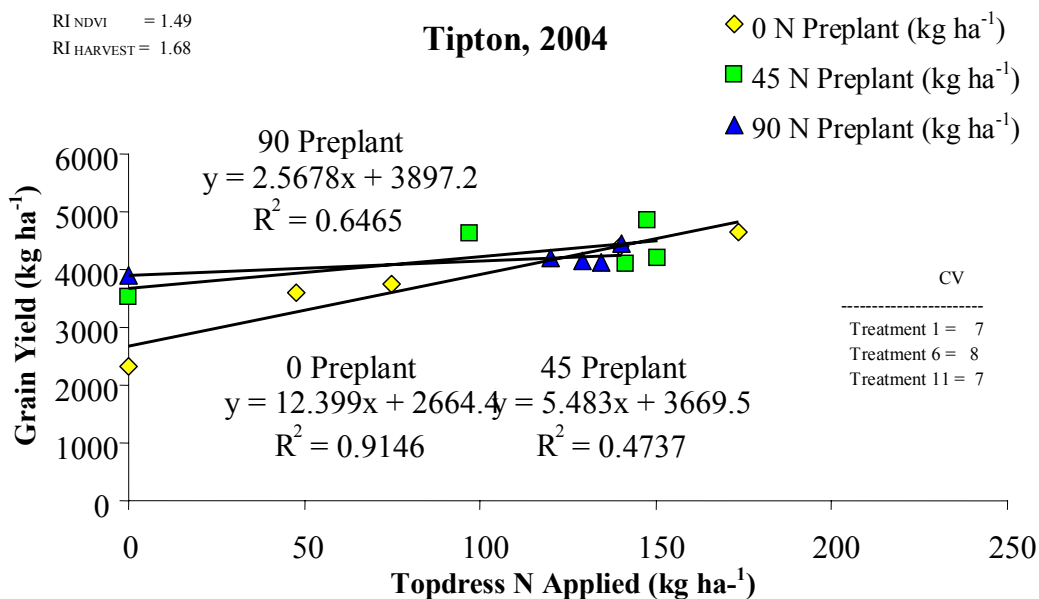 RI NDVI = 1.49
RI HARVEST = 1.68
Tipton, 2004
0 N Preplant (kg ha-1)
45 N Preplant (kg ha-1)
90 N Preplant (kg ha-1)
90 Preplant
y = 2.5678x + 3897.2
R2 = 0.6465
0 Preplant
y = 12.399x + 2664.4
R2 = 0.9146
45 Preplant
y = 5.483x + 3669.5
R2 = 0.4737
CV
------------------------
Treatment 1 = 7
Treatment 6 = 8
Treatment 11 = 7
Grain Yield (kg ha-1)
6000
5000
4000
3000
2000
1000
0
0 50 100 150 200 250
Topdress N Applied (kg ha-1)